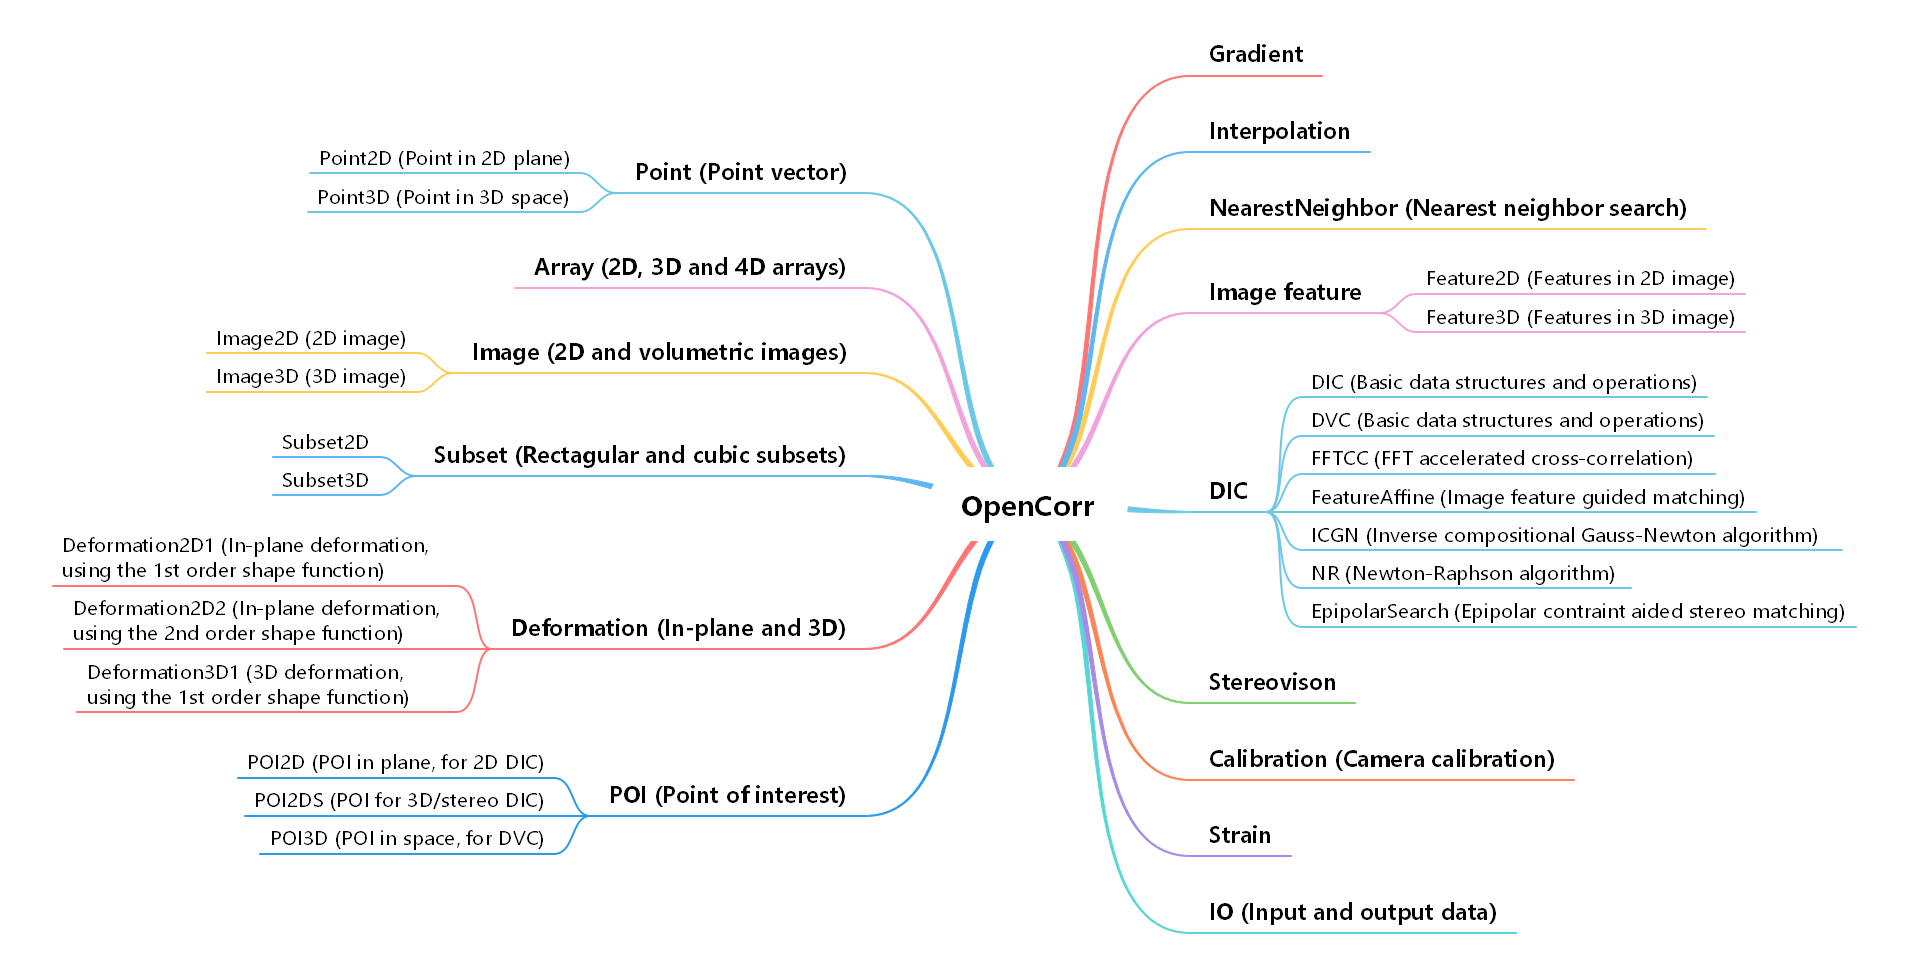 OpenCorr
Point (Point vector)
Point2D (Point in 2D plane)
Point3D (Point in 3D space)
Array (2D, 3D and 4D arrays)
Image (2D and volumetric images)
Image2D (2D image)
Image3D (3D image)
Subset (Rectagular and cubic subsets)
Subset2D
Subset3D
Deformation (In-plane and 3D)
Deformation2D1 (In-plane deformation,
using the 1st order shape function)
Deformation2D2 (In-plane deformation,
using the 2nd order shape function)
Deformation3D1 (3D deformation,
using the 1st order shape function)
POI (Point of interest)
POI2D (POI in plane, for 2D DIC)
POI2DS (POI for 3D/stereo DIC)
POI3D (POI in space, for DVC)
Gradient
Interpolation
NearestNeighbor (Nearest neighbor search)
Image feature
Feature2D (Features in 2D image)
Feature3D (Features in 3D image)
DIC
DIC (Basic data structures and operations)
DVC (Basic data structures and operations)
FFTCC (FFT accelerated cross-correlation)
FeatureAffine (Image feature guided matching)
ICGN (Inverse compositional Gauss-Newton algorithm)
NR (Newton-Raphson algorithm)
EpipolarSearch (Epipolar contraint aided stereo matching)
Stereovison
Calibration (Camera calibration)
Strain
IO (Input and output data)